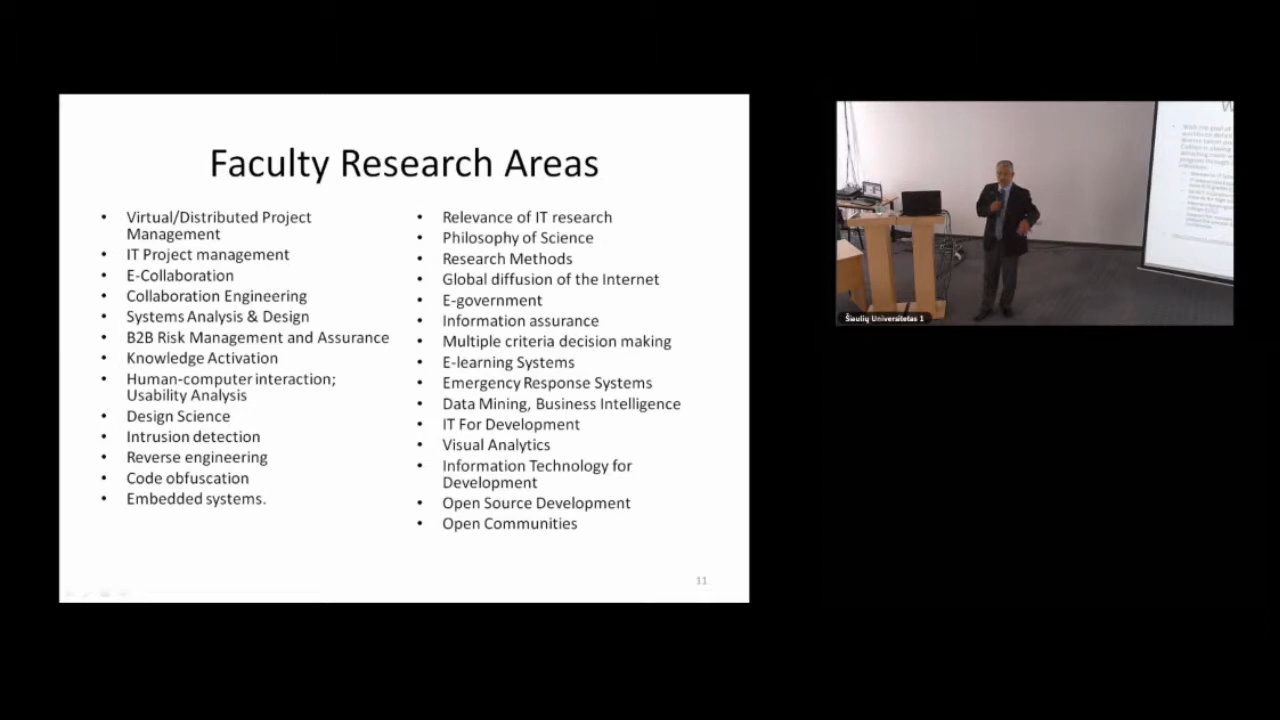 Faculty Research Areas
• Virtual/Distributed Project
Management
• IT Project management
• E-Collaboration
• Collaboration Engineering
• Systems Analysis & Design
• B2B Risk Management and Assurance
• Knowledge Activation
• Human-computer interaction;
Usability Analysis
• Design Science
• Intrusion detection
• Reverse engineering
• Code obfuscation
• Embedded systems.
• Relevance of IT research
• Philosophy of Science
• Research Methods
• Global diffusion of the Internet
• E-government
• Information assurance
• Multiple criteria decision making
• E-learning Systems
• Emergency Response Systems
• Data Mining, Business Intelligence
• IT For Development
• Visual Analytics
• Information Technology for
Development
• Open Source Development
• Open Communities
11
Šiaulių Universitetas 1